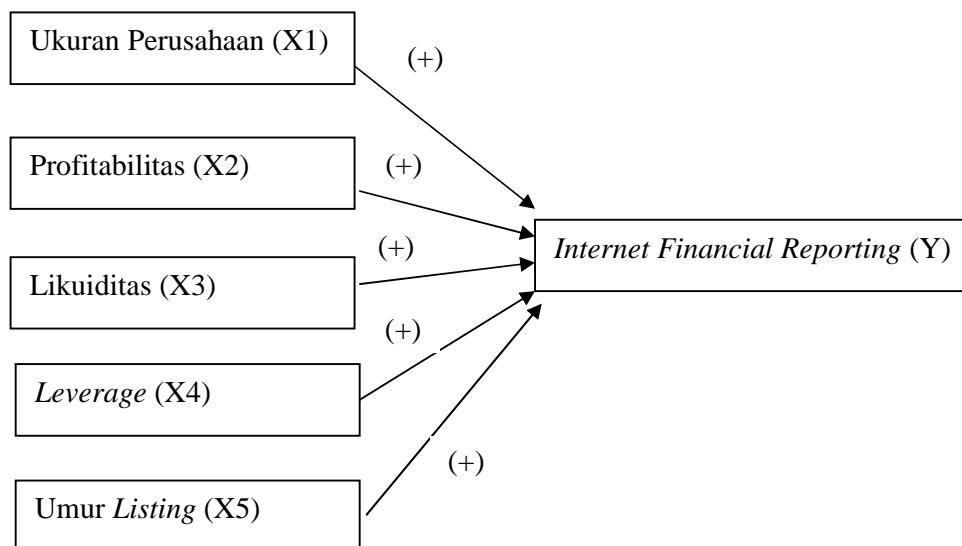 Ukuran Perusahaan (X1)
(+)
Profitabilitas (X2)
(+)
Internet Financial Reporting (Y)
(+)
Likuiditas (X3)
(+)
Leverage (X4)
(+)
Umur Listing (X5)